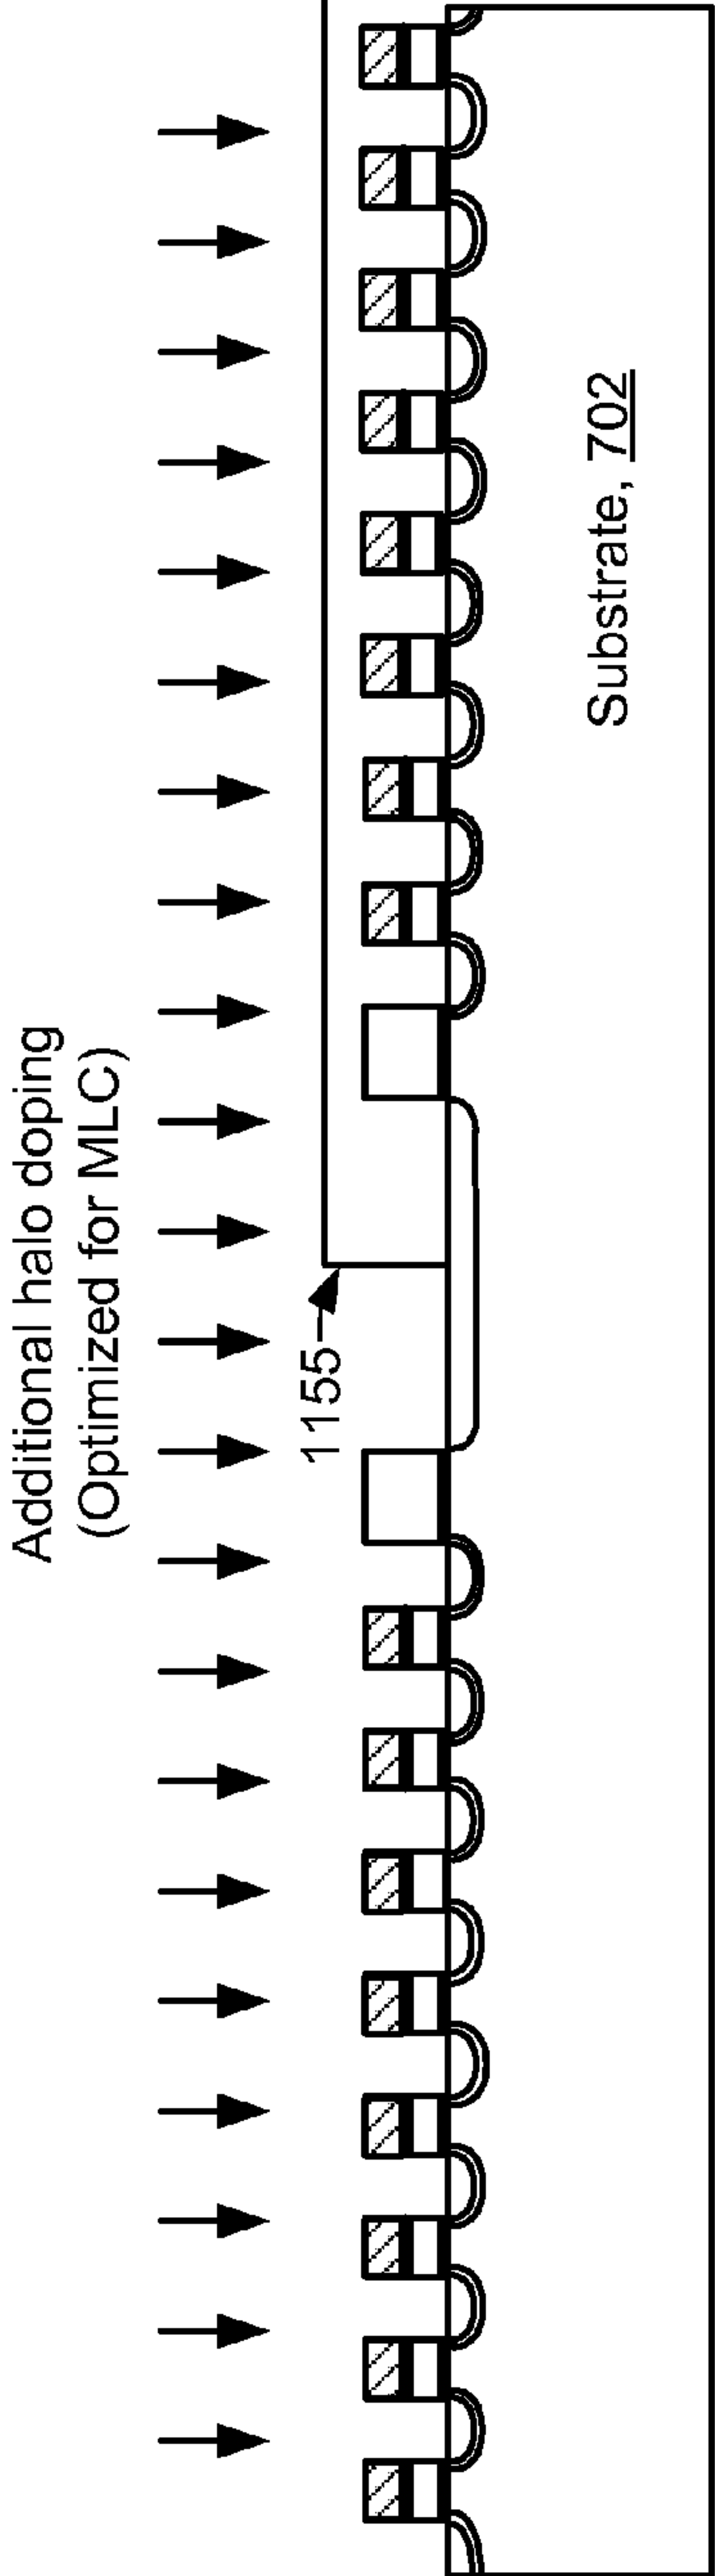 Additional halo doping
(Optimized for MLC)
1155
Substrate, 702